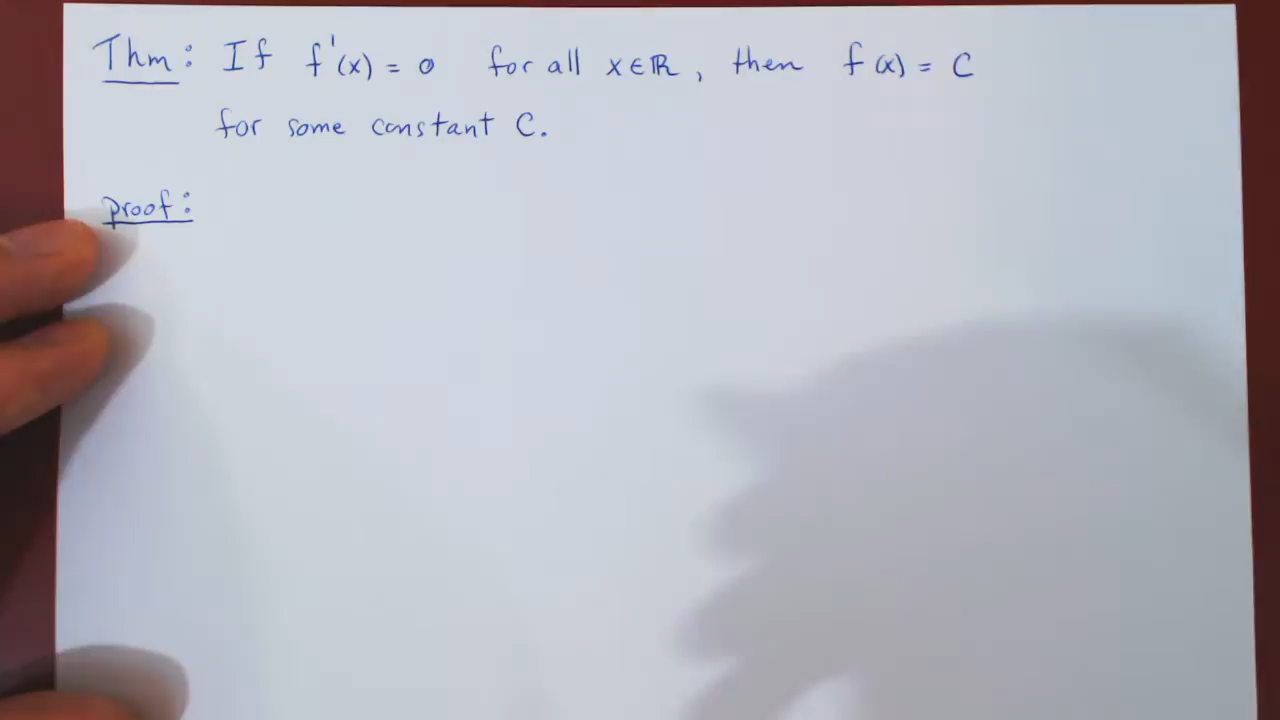 Thm: If f'(x) = 0 for all x∈ℝ, then f(x) = C
for some constant C.
proof: